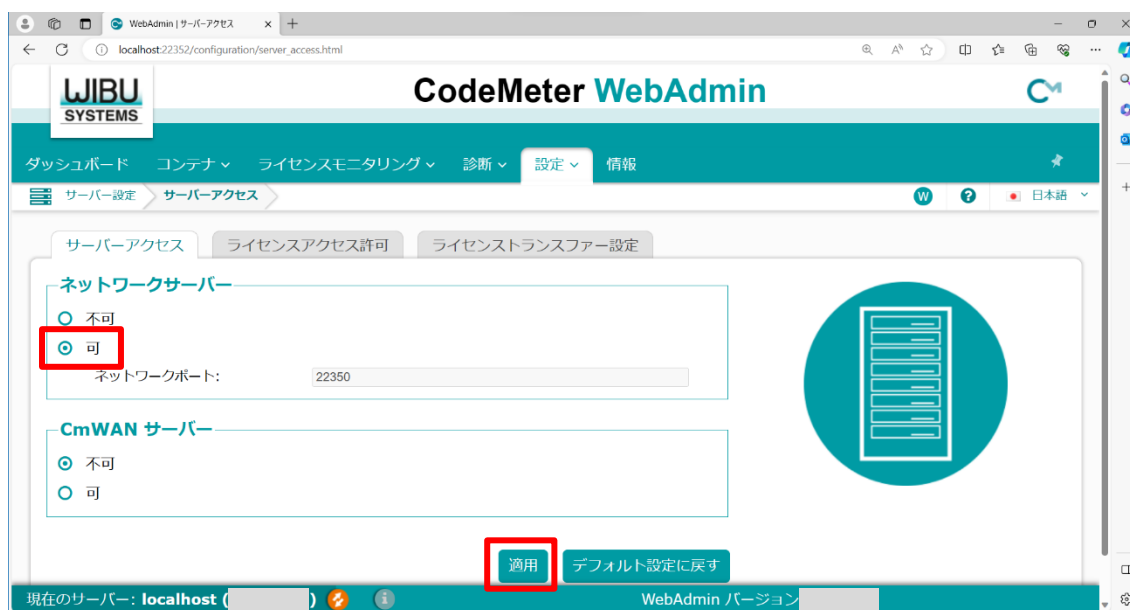 WebAdmin | サーバーアクセス
localhost:22352/configuration/server_access.html
WIBU
SYSTEMS
CodeMeter WebAdmin
CM
ダッシュボード コンテナ ライセンスモニタリング 診断 設定 情報
サーバー設定 サーバーアクセス W ? 日本語
サーバーアクセス ライセンスアクセス許可 ライセンストランスファー設定
ネットワークサーバー
不可
可
ネットワークポート: 22350
CmWAN サーバー
不可
可
適用 デフォルト設定に戻す
現在のサーバー: localhost ( ) i WebAdmin バージョン